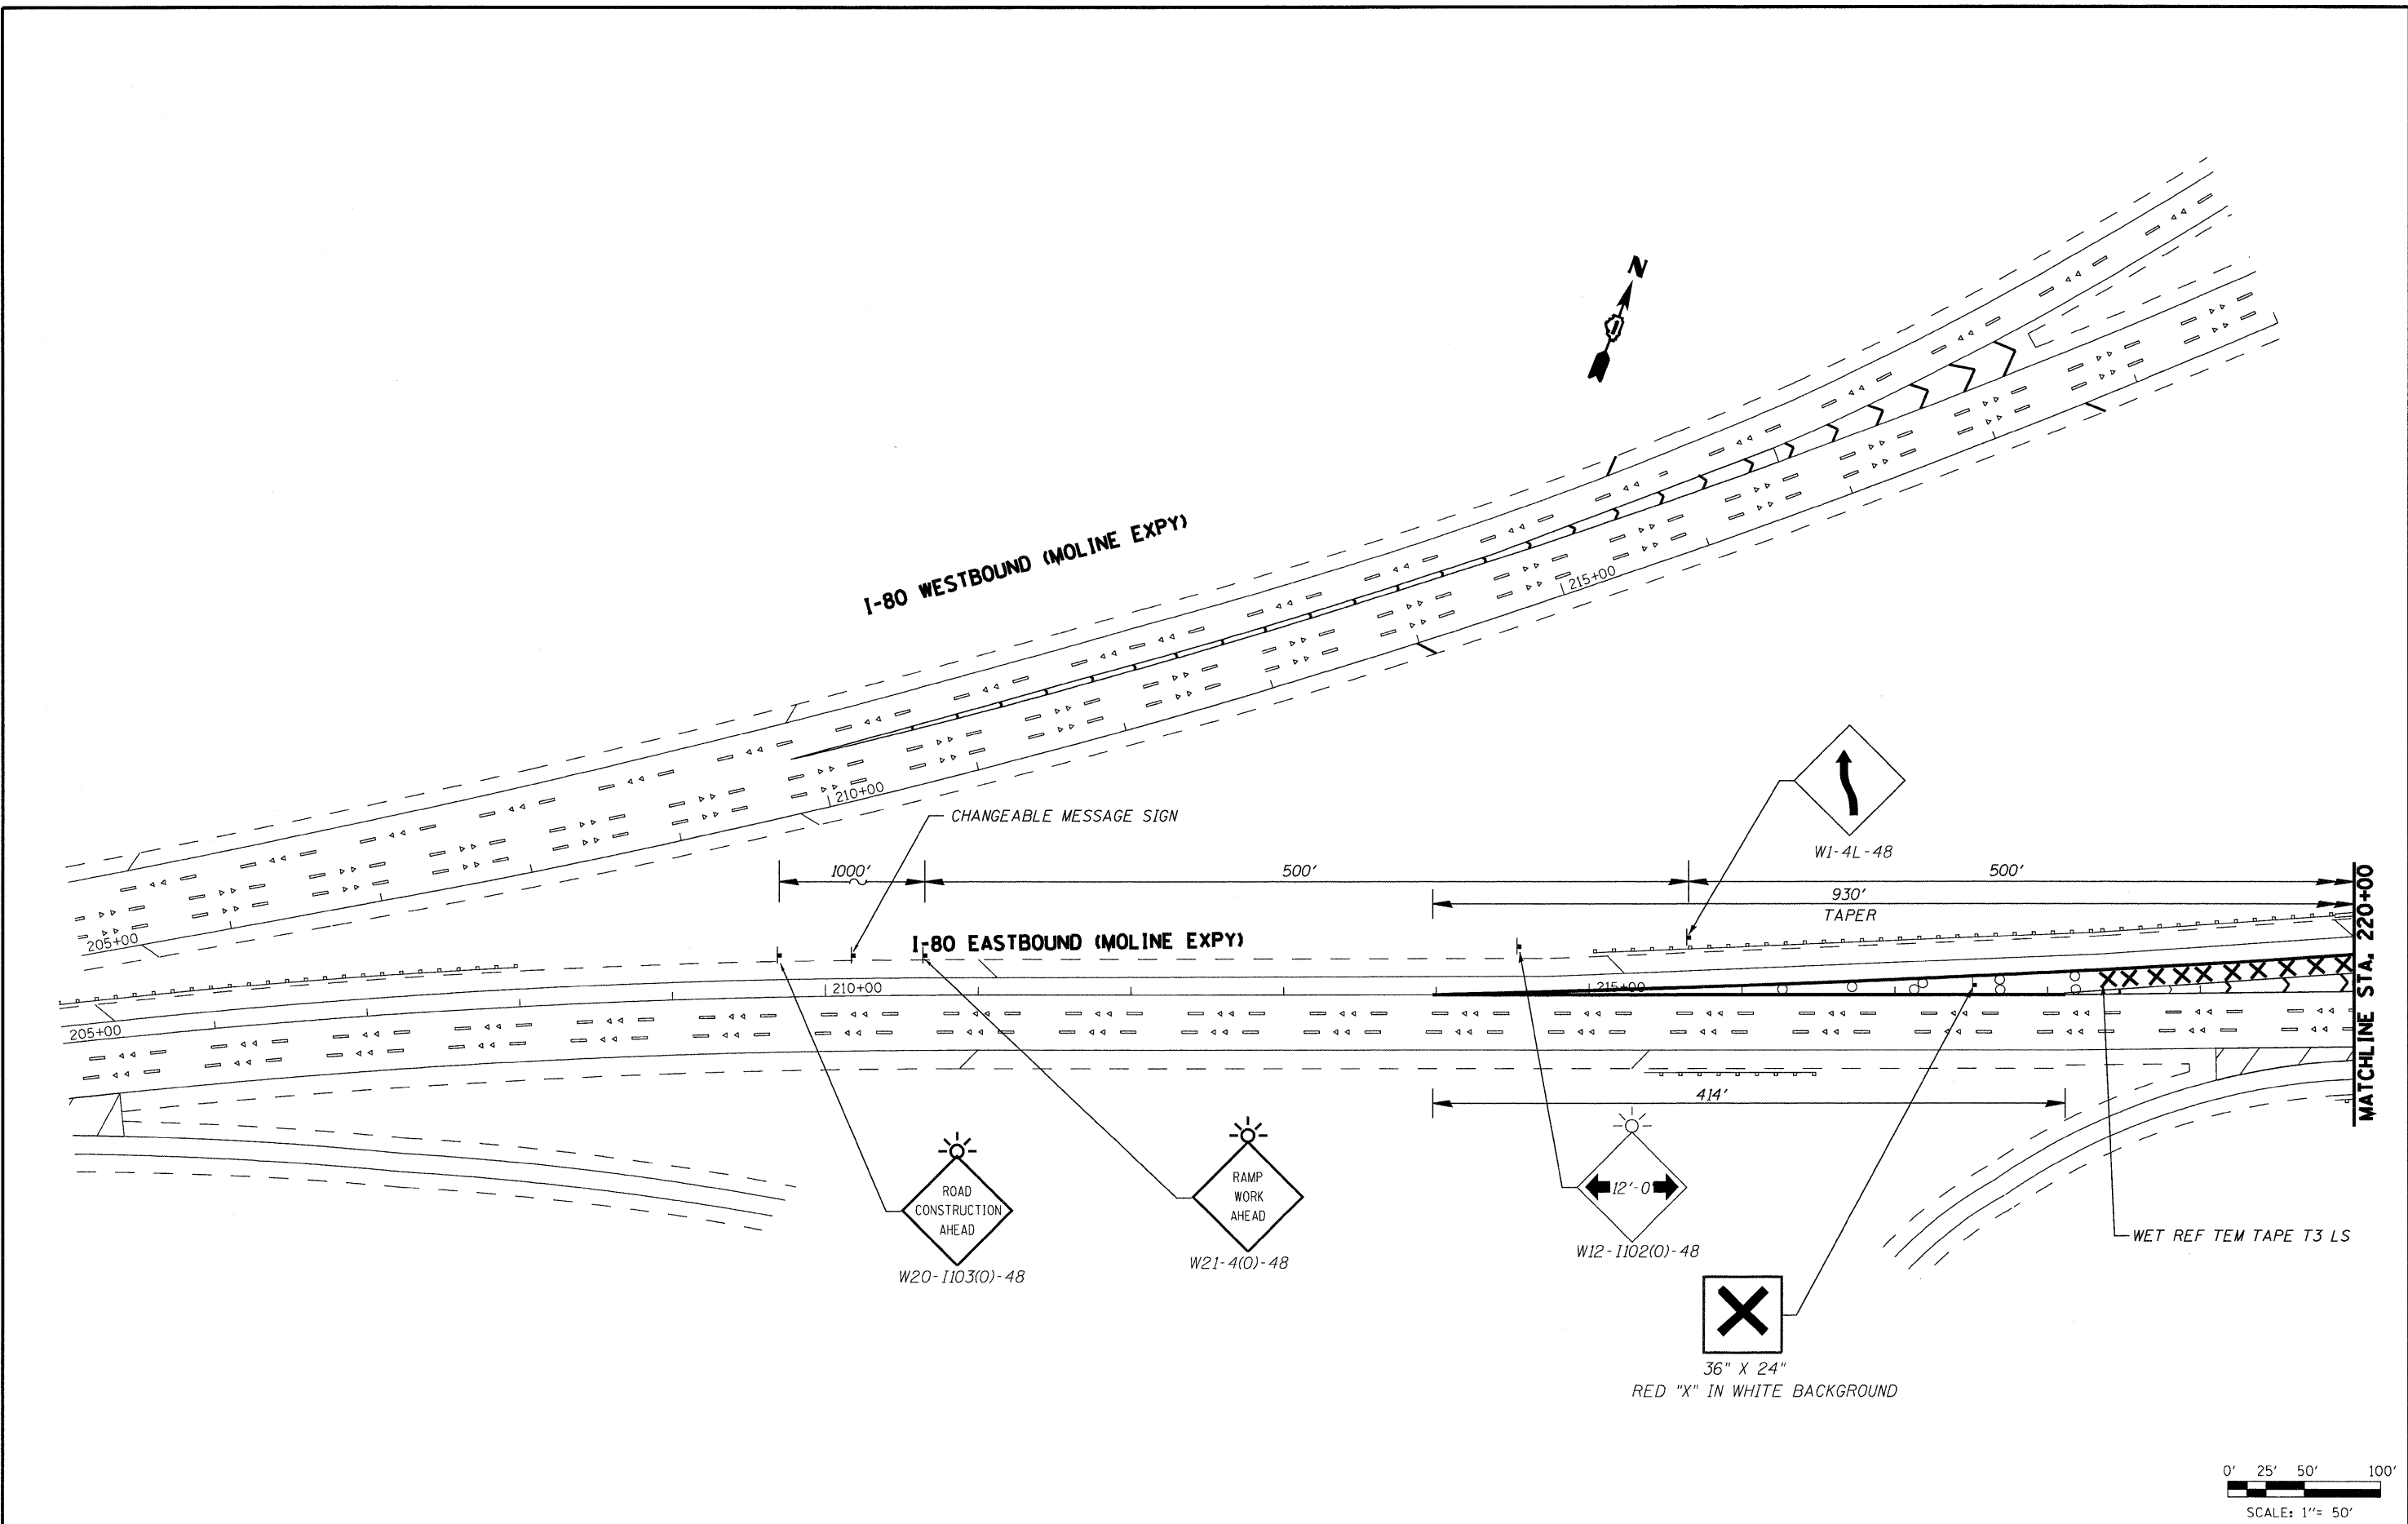 N
I-80 WESTBOUND (MOLINE EXPY)
215+00
210+00
205+00
CHANGEABLE MESSAGE SIGN
W1-4L-48
1000'
500'
500'
930'
TAPER
I-80 EASTBOUND (MOLINE EXPY)
210+00
215+00
205+00
MATCHLINE STA. 220+00
414'
ROAD
CONSTRUCTION
AHEAD
W20-I103(O)-48
RAMP
WORK
AHEAD
W21-4(O)-48
12'-0"
W12-I102(O)-48
WET REF TEM TAPE T3 LS
X
36" X 24"
RED "X" IN WHITE BACKGROUND
0' 25' 50' 100'
SCALE: 1"= 50'